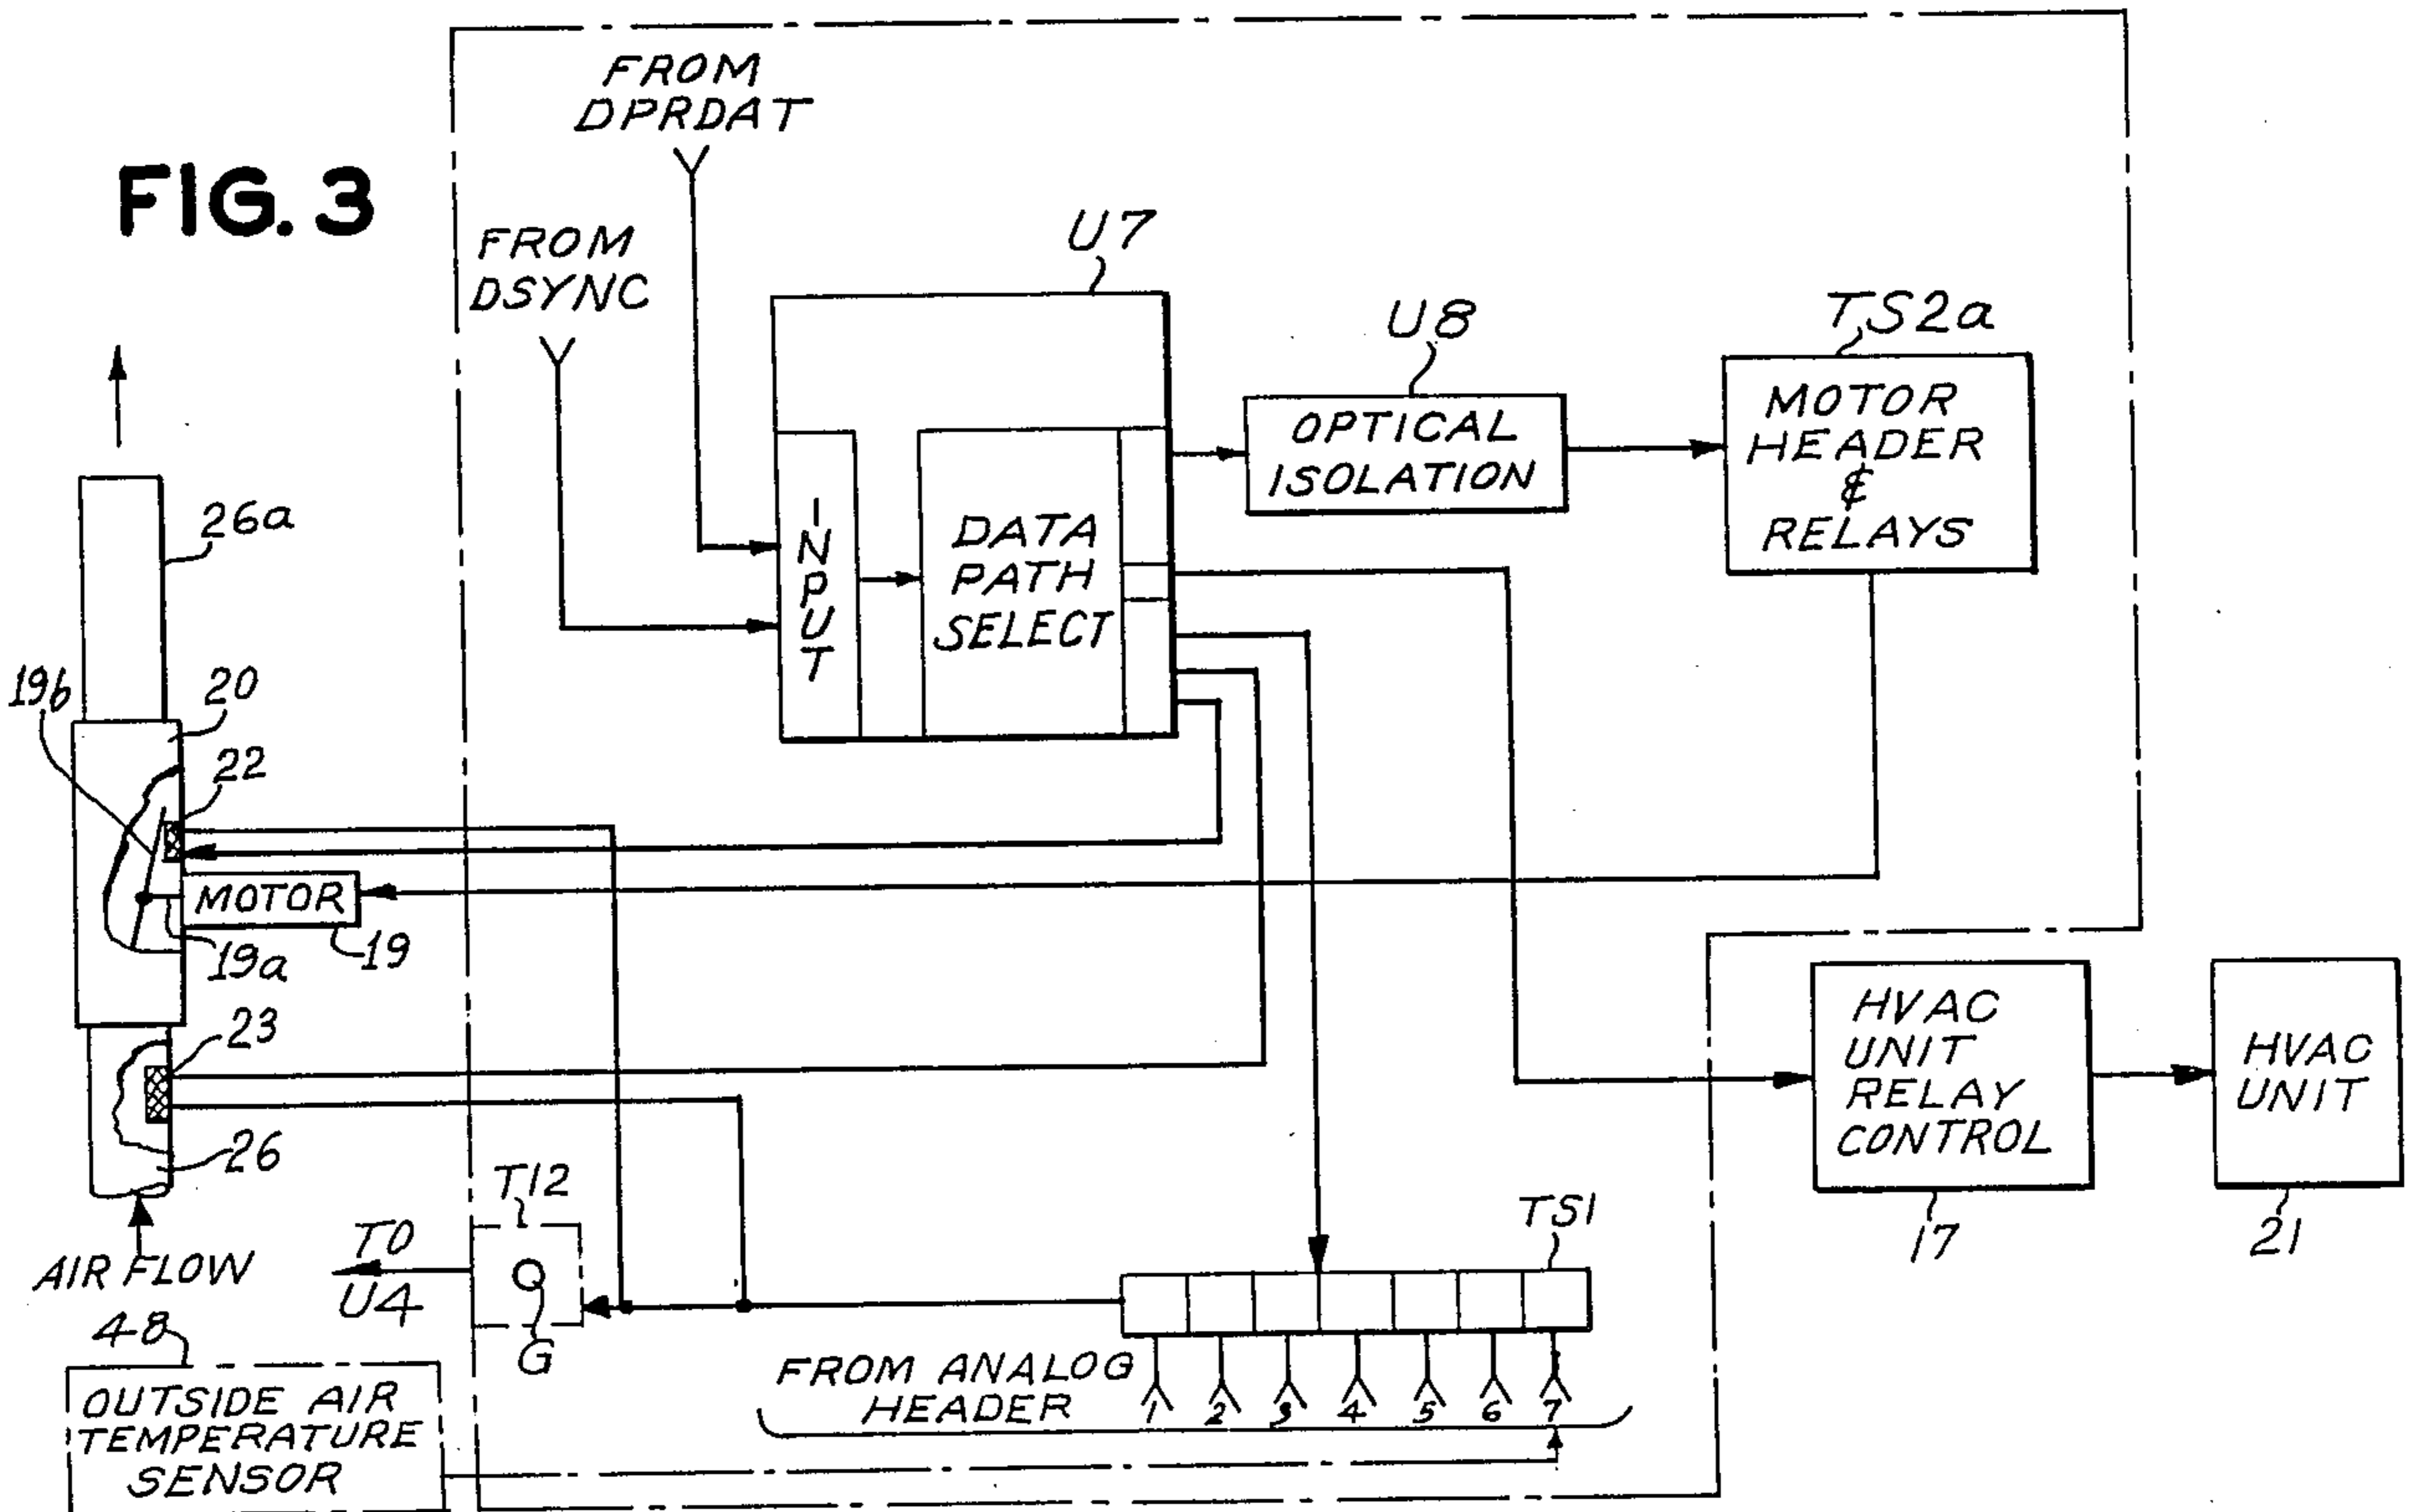 FIG. 3
FROM
DPRDAT
FROM
DSYNC
U7
INPUT
DATA
PATH
SELECT
U8
OPTICAL
ISOLATION
TS2a
MOTOR
HEADER
&
RELAYS
26a
19b
20
22
MOTOR
19a
19
23
26
AIR FLOW
T12
TO
U4
G
TS1
HVAC
UNIT
RELAY
CONTROL
17
HVAC
UNIT
21
48
OUTSIDE AIR
TEMPERATURE
SENSOR
FROM ANALOG
HEADER
1 2 3 4 5 6 7